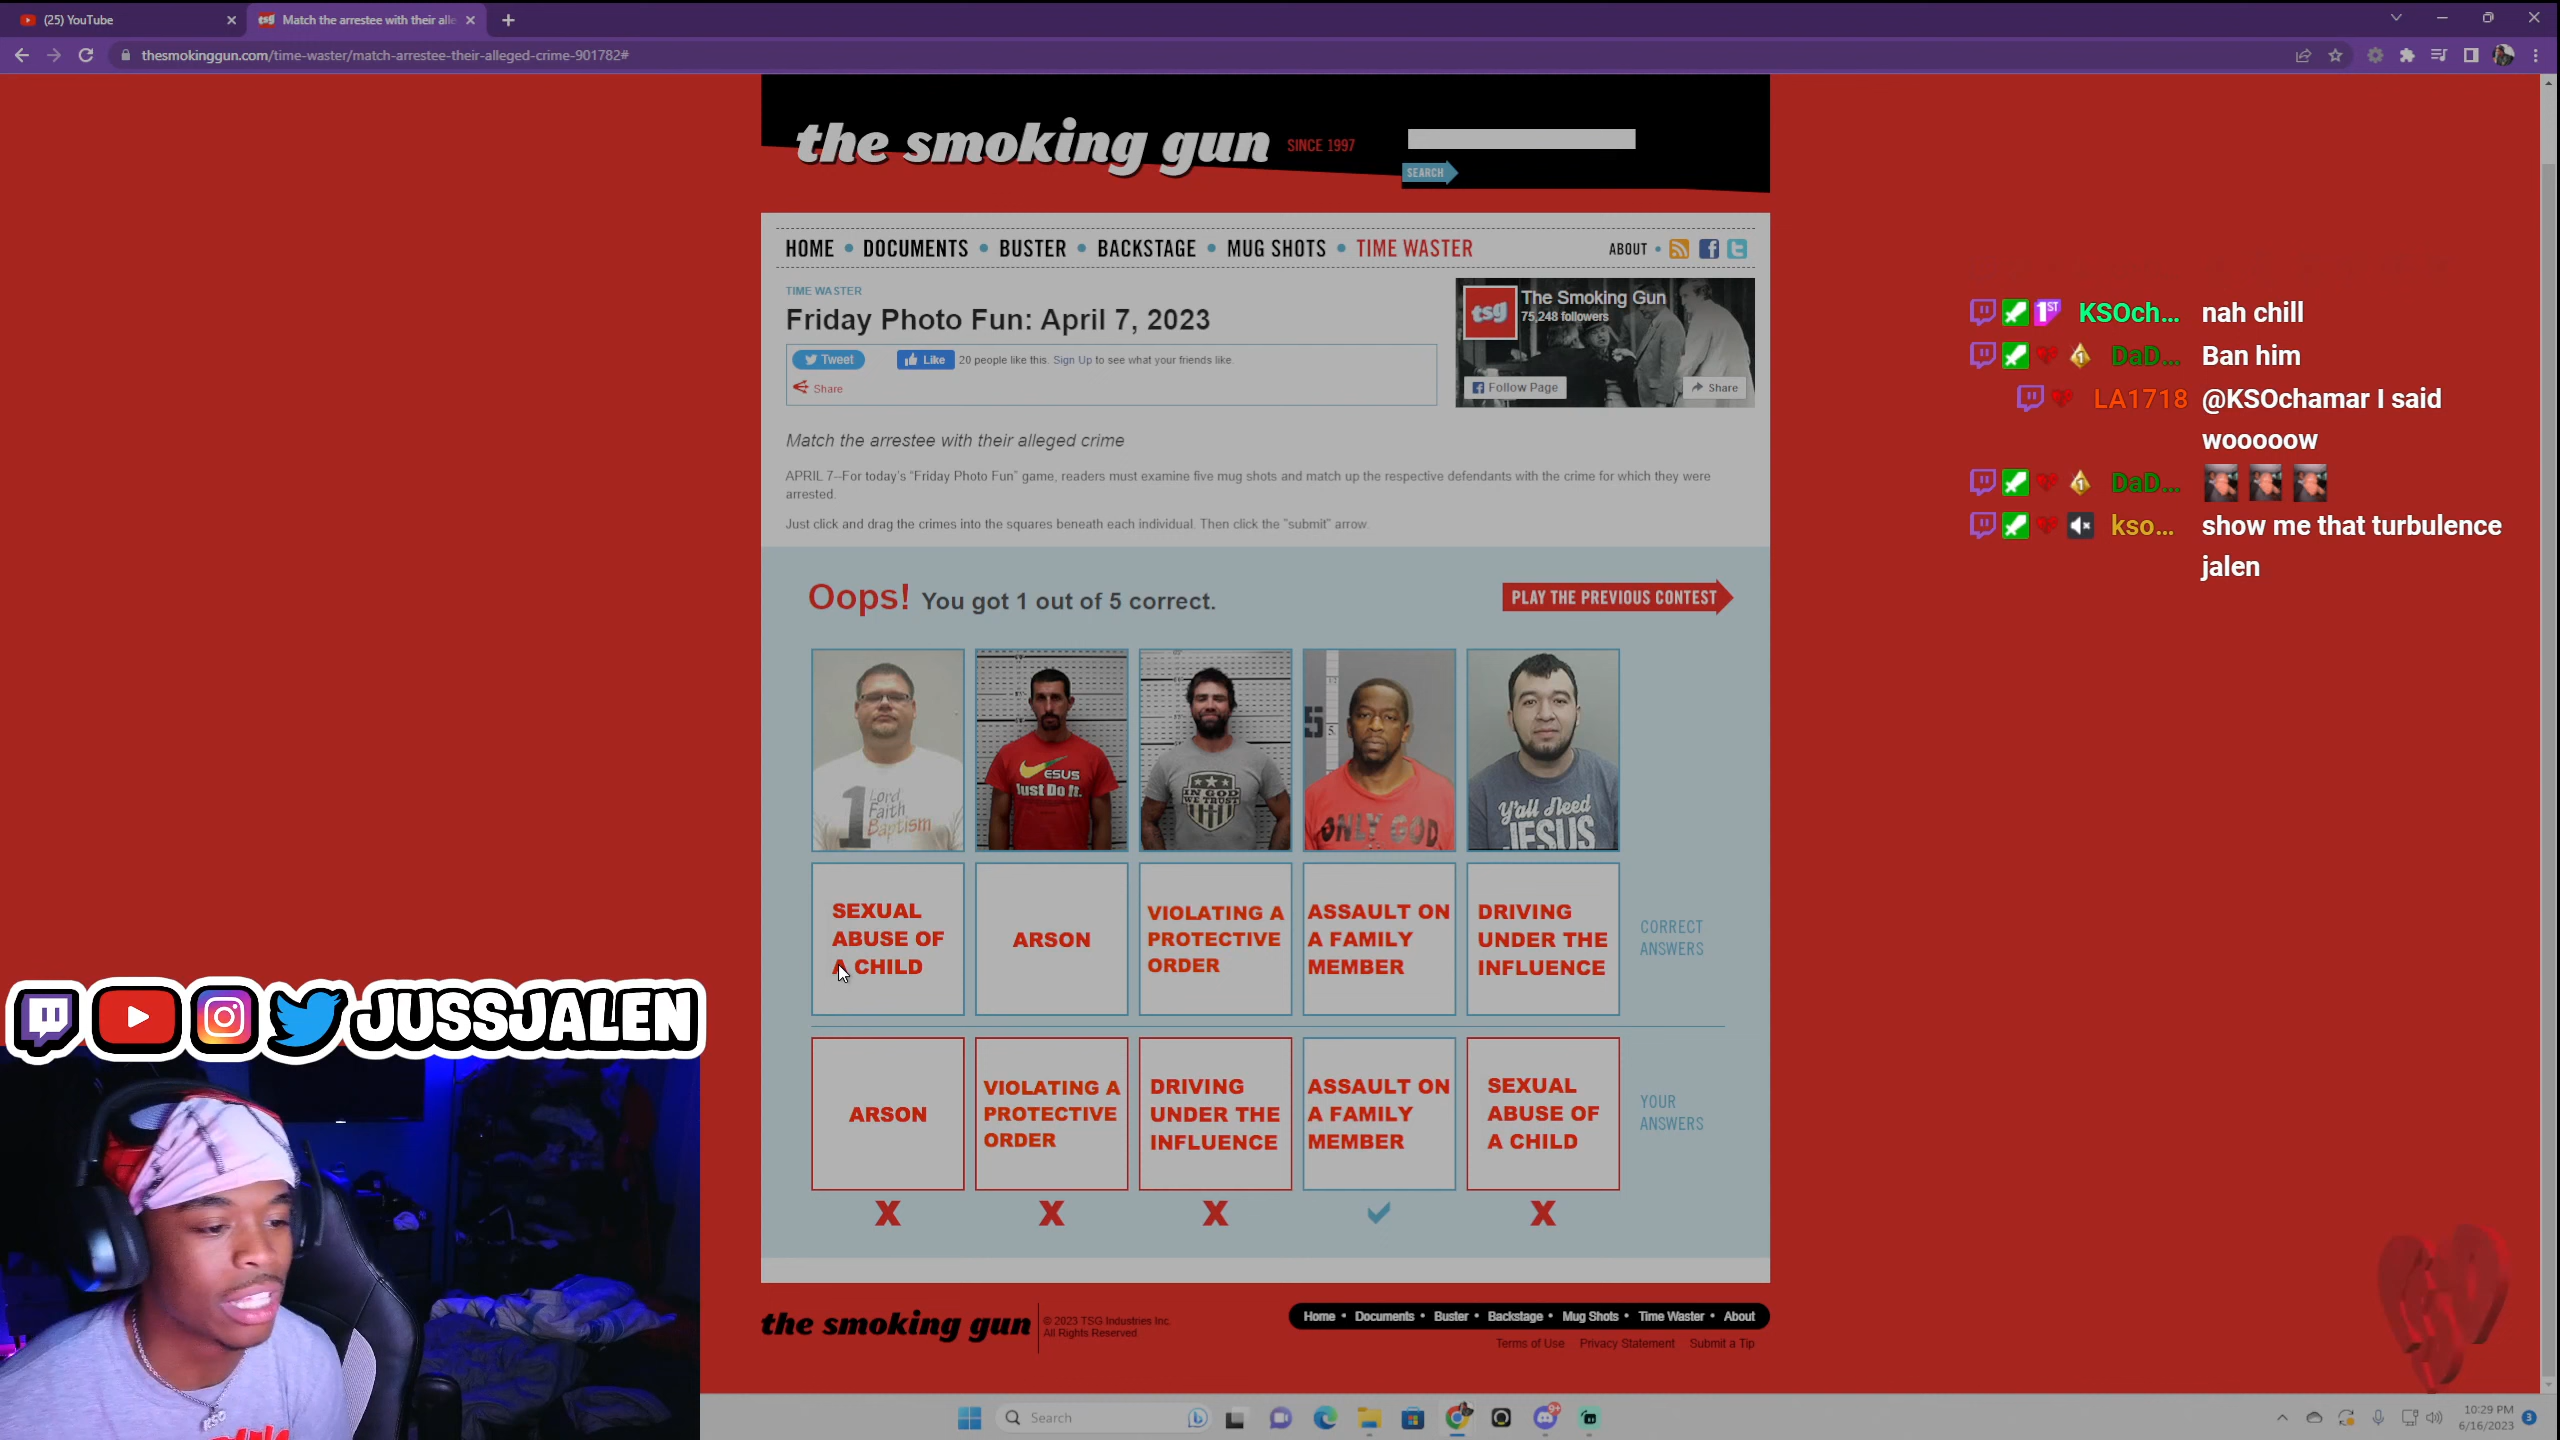 (25) YouTube
Match the arrestee with their alle
thesmokinggun.com/time-waster/match-arrestee-their-alleged-crime-901782#
the smoking gun SINCE 1997
SEARCH
HOME • DOCUMENTS • BUSTER • BACKSTAGE • MUG SHOTS • TIME WASTER
ABOUT •
TIME WASTER
Friday Photo Fun: April 7, 2023
Tweet
Like
20 people like this. Sign Up to see what your friends like.
Share
tsg
The Smoking Gun
75,248 followers
Follow Page
Share
Match the arrestee with their alleged crime
APRIL 7--For today's "Friday Photo Fun" game, readers must examine five mug shots and match up the respective defendants with the crime for which they were
arrested.
Just click and drag the crimes into the squares beneath each individual. Then click the "submit" arrow.
Oops! You got 1 out of 5 correct.
PLAY THE PREVIOUS CONTEST
1 Lord
Faith
Baptism
ESUS
Just Do It.
IN GOD
WE TRUST
5
ONLY GOD
Y'all Need
JESUS
SEXUAL
ABUSE OF
A CHILD
ARSON
VIOLATING A
PROTECTIVE
ORDER
ASSAULT ON
A FAMILY
MEMBER
DRIVING
UNDER THE
INFLUENCE
CORRECT
ANSWERS
ARSON
VIOLATING A
PROTECTIVE
ORDER
DRIVING
UNDER THE
INFLUENCE
ASSAULT ON
A FAMILY
MEMBER
SEXUAL
ABUSE OF
A CHILD
YOUR
ANSWERS
X X X X
the smoking gun
© 2023 TSG Industries Inc.
All Rights Reserved
Home • Documents • Buster • Backstage • Mug Shots • Time Waster • About
Terms of Use Privacy Statement Submit a Tip
1ST KSOch... nah chill
1 DaD... Ban him
LA1718 @KSOchamar I said
wooooow
1 DaD...
kso... show me that turbulence
jalen
JUSSJALEN
KSO
Search
9+
10:29 PM
6/16/2023
3